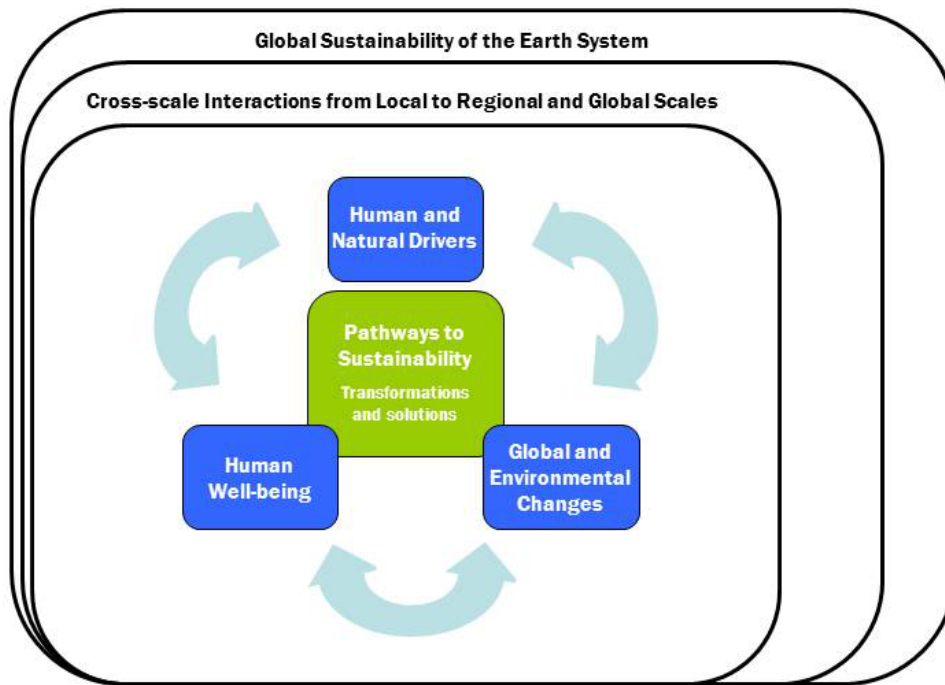 Global Sustainability of the Earth System
Cross-scale Interactions from Local to Regional and Global Scales
Human and
Natural Drivers
Pathways to
Sustainability
Transformations
and solutions
Human
Well-being
Global and
Environmental
Changes